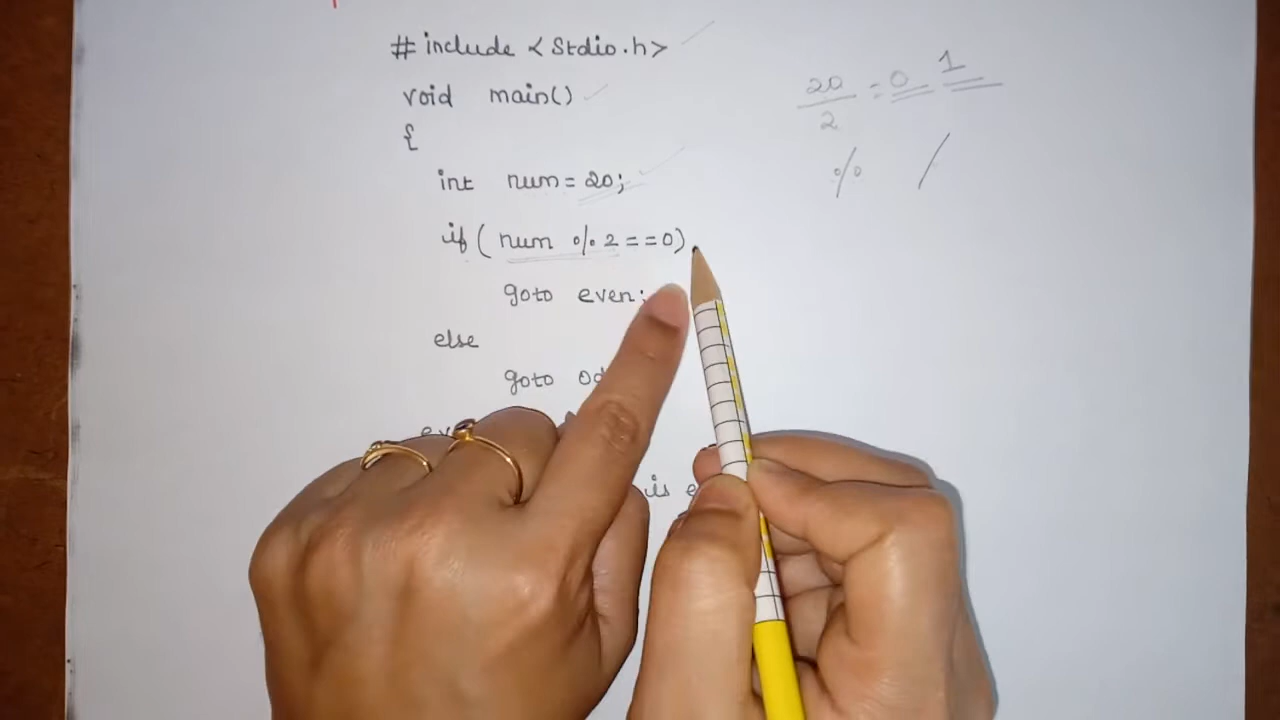 #include <Stdio.h>
void main()
{
int num = 20;
if ( num % 2 == 0)
goto even;
else
goto
is
20 = 0 1
2
% /